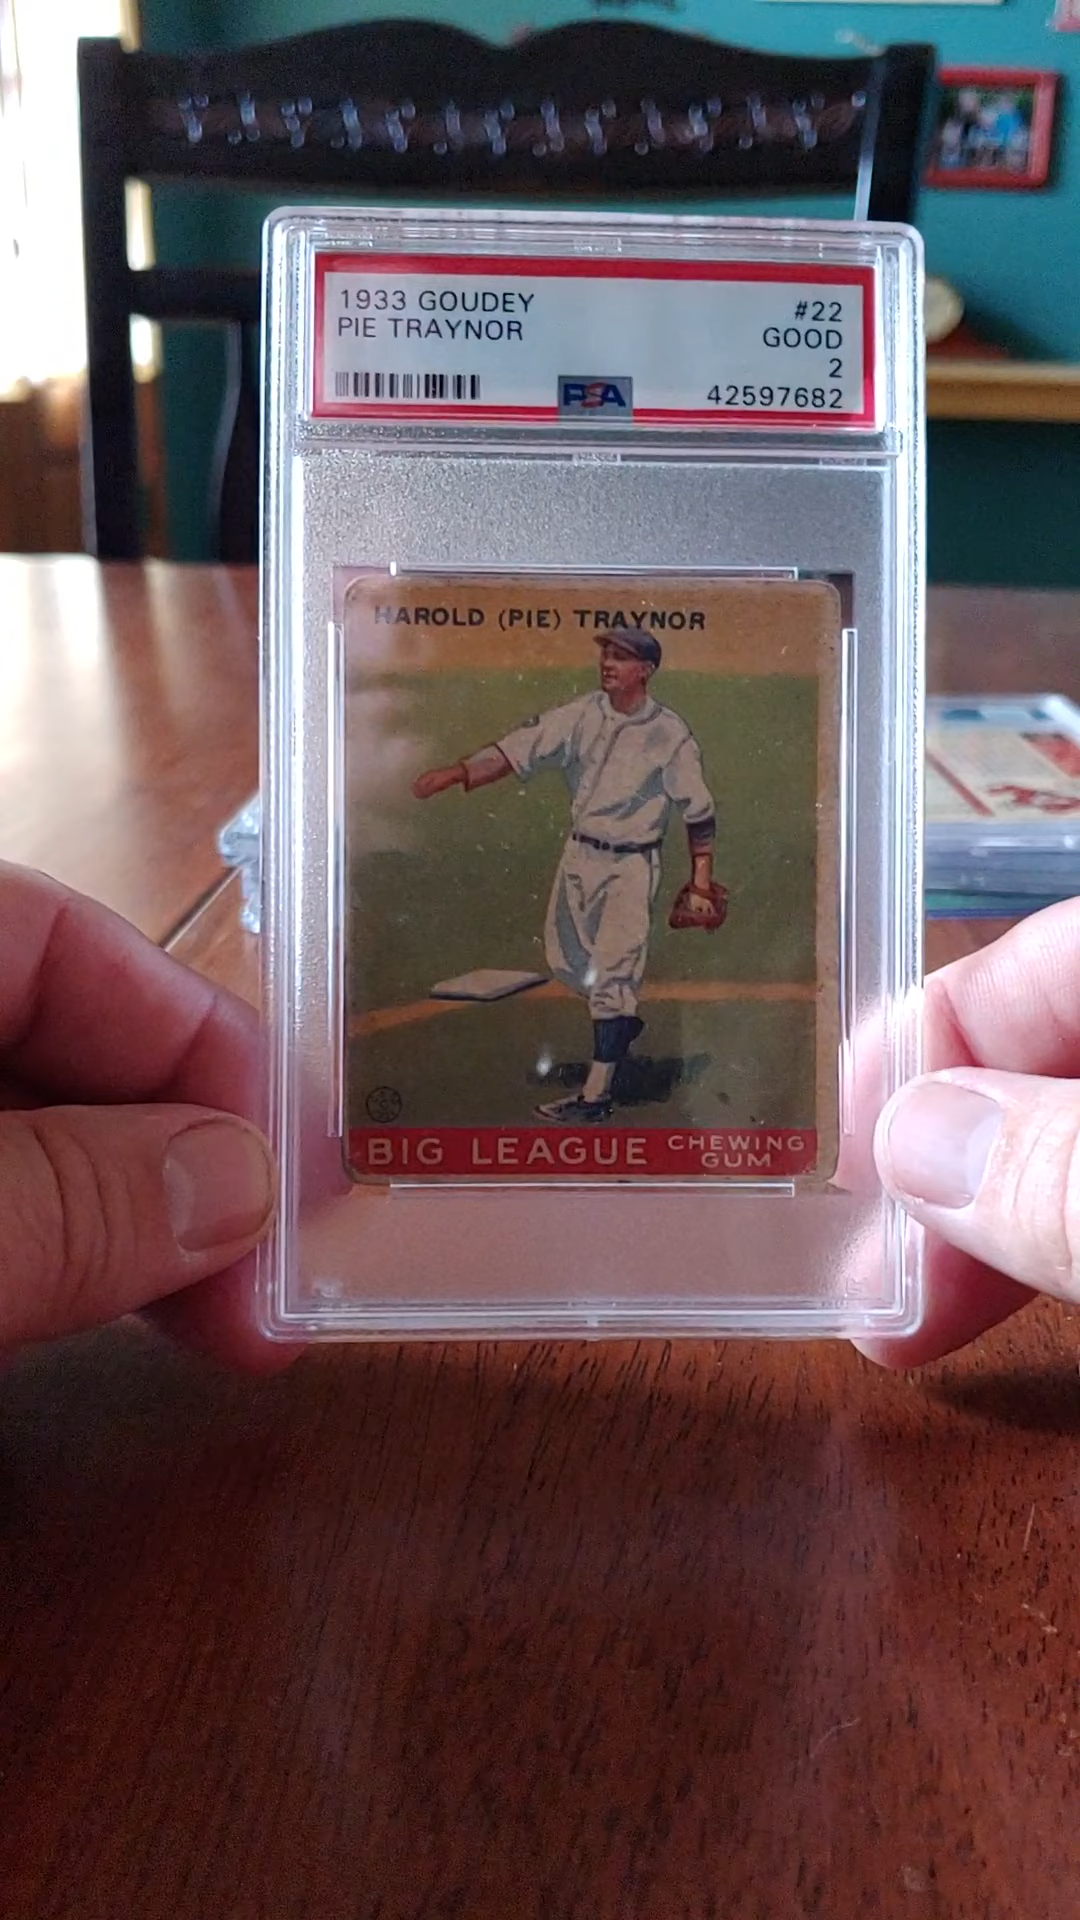 1933 GOUDEY #22
PIE TRAYNOR GOOD
2
PSA 42597682
HAROLD (PIE) TRAYNOR
BIG LEAGUE CHEWING GUM